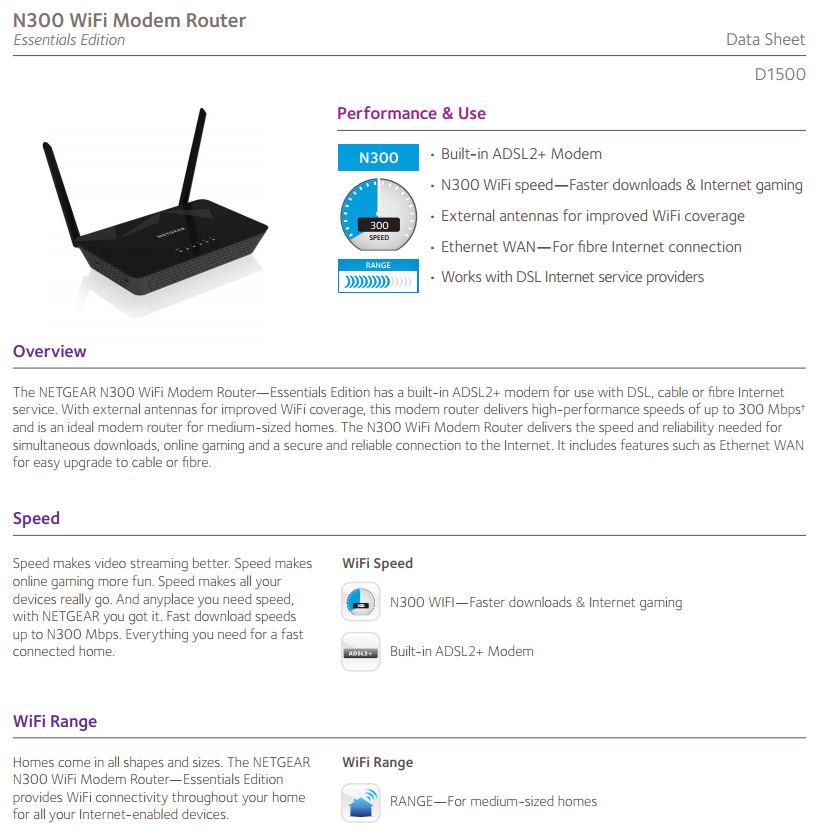 N300 WiFi Modem Router
Essentials Edition
Data Sheet
D1500
NETGEAR
Performance & Use
N300
300
SPEED
RANGE
• Built-in ADSL2+ Modem
• N300 WiFi speed—Faster downloads & Internet gaming
• External antennas for improved WiFi coverage
• Ethernet WAN—For fibre Internet connection
• Works with DSL Internet service providers
Overview
The NETGEAR N300 WiFi Modem Router—Essentials Edition has a built-in ADSL2+ modem for use with DSL, cable or fibre Internet
service. With external antennas for improved WiFi coverage, this modem router delivers high-performance speeds of up to 300 Mbps†
and is an ideal modem router for medium-sized homes. The N300 WiFi Modem Router delivers the speed and reliability needed for
simultaneous downloads, online gaming and a secure and reliable connection to the Internet. It includes features such as Ethernet WAN
for easy upgrade to cable or fibre.
Speed
Speed makes video streaming better. Speed makes
online gaming more fun. Speed makes all your
devices really go. And anyplace you need speed,
with NETGEAR you got it. Fast download speeds
up to N300 Mbps. Everything you need for a fast
connected home.
WiFi Speed
300
N300 WIFI—Faster downloads & Internet gaming
ADSL2+
Built-in ADSL2+ Modem
WiFi Range
Homes come in all shapes and sizes. The NETGEAR
N300 WiFi Modem Router—Essentials Edition
provides WiFi connectivity throughout your home
for all your Internet-enabled devices.
WiFi Range
RANGE—For medium-sized homes